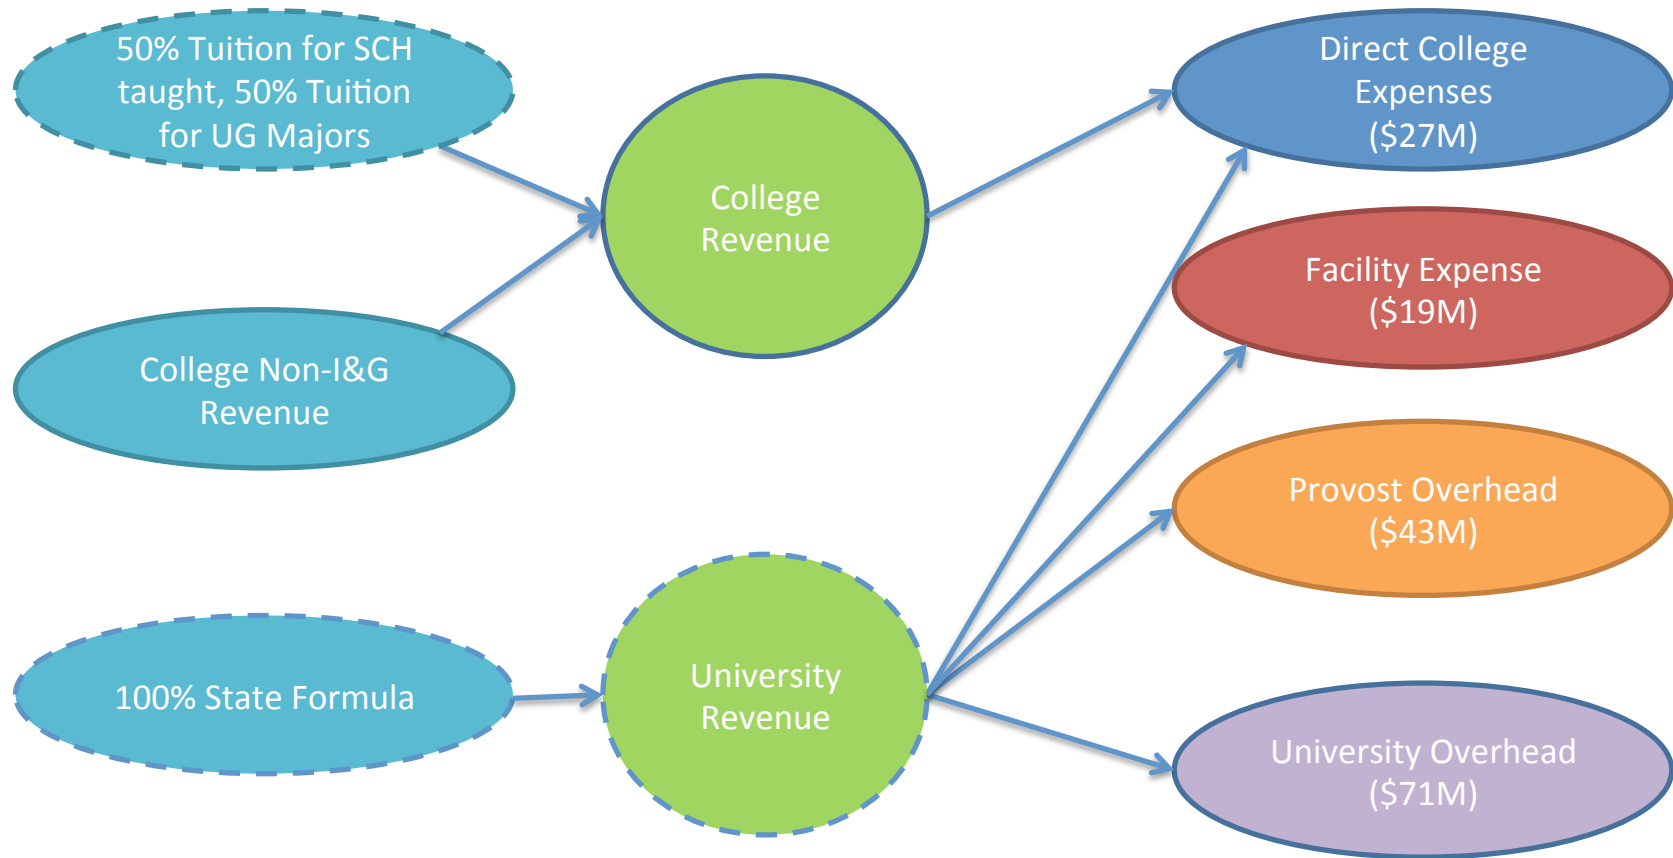 50% Tuition for SCH
taught, 50% Tuition
for UG Majors
College Non-I&G
Revenue
100% State Formula
College
Revenue
University
Revenue
Direct College
Expenses
($27M)
Facility Expense
($19M)
Provost Overhead
($43M)
University Overhead
($71M)